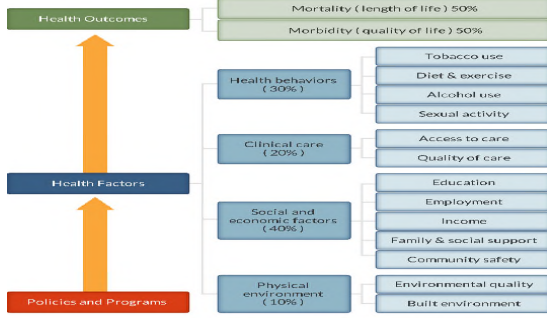 Health Outcomes
Mortality ( length of life ) 50%
Morbidity ( quality of life ) 50%
Health Factors
Health behaviors
( 30% )
Tobacco use
Diet & exercise
Alcohol use
Sexual activity
Clinical care
( 20% )
Access to care
Quality of care
Social and
economic factors
( 40% )
Education
Employment
Income
Family & social support
Community safety
Physical
environment
( 10% )
Environmental quality
Built environment
Policies and Programs